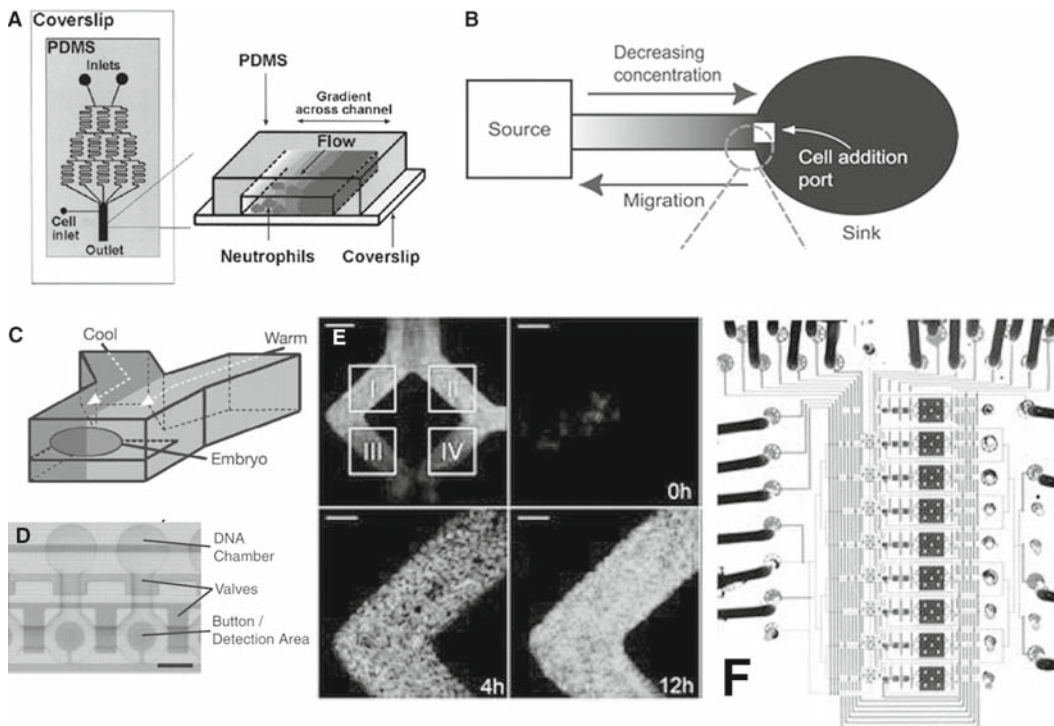 A
Coverslip
PDMS
Inlets
Cell
inlet
Outlet
PDMS
Gradient
across channel
Flow
Neutrophils
Coverslip
B
Decreasing
concentration
Source
Cell addition
port
Migration
Sink
C
Cool
Warm
Embryo
D
DNA
Chamber
Valves
Button /
Detection Area
E
I
II
III
IV
0h
4h
12h
F